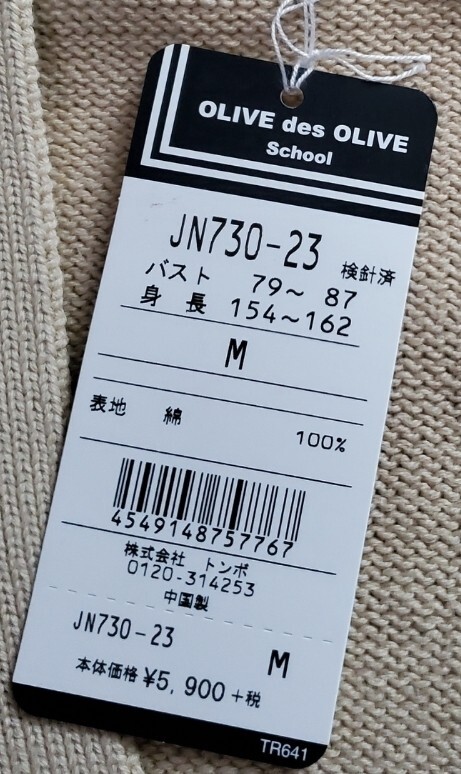 OLIVE des OLIVE
School
JN730-23 検針済
バスト 79〜 87
身 長 154〜162
M
表地 綿 100%
4549148757767
株式会社 トンボ
0120-314253
中国製
JN730-23 M
本体価格 ¥5,900+税
TR641